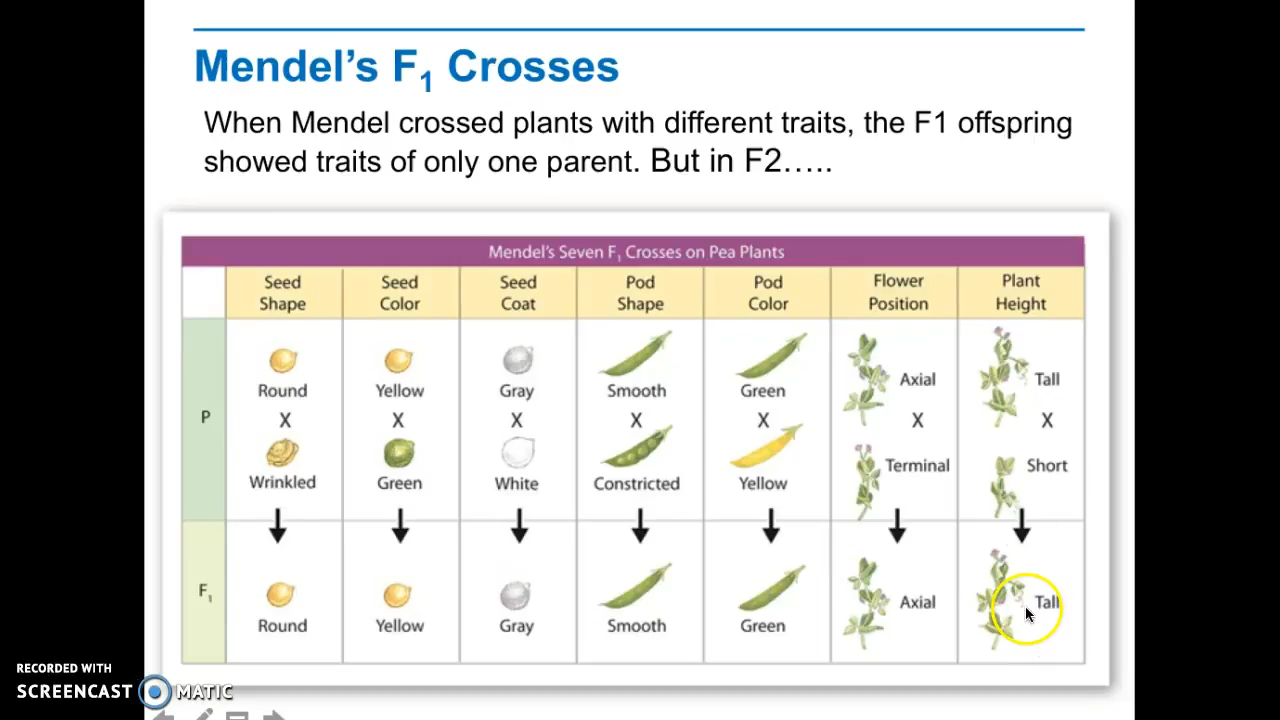 Mendel's F1 Crosses
When Mendel crossed plants with different traits, the F1 offspring
showed traits of only one parent. But in F2…..
Mendel's Seven F1 Crosses on Pea Plants
Seed Shape
Seed Color
Seed Coat
Pod Shape
Pod Color
Flower Position
Plant Height
P
Round
Yellow
Gray
Smooth
Green
Axial
Tall
X
X
X
X
X
X
X
Wrinkled
Green
White
Constricted
Yellow
Terminal
Short
F1
Round
Yellow
Gray
Smooth
Green
Axial
Tall
RECORDED WITH
SCREENCAST MATIC